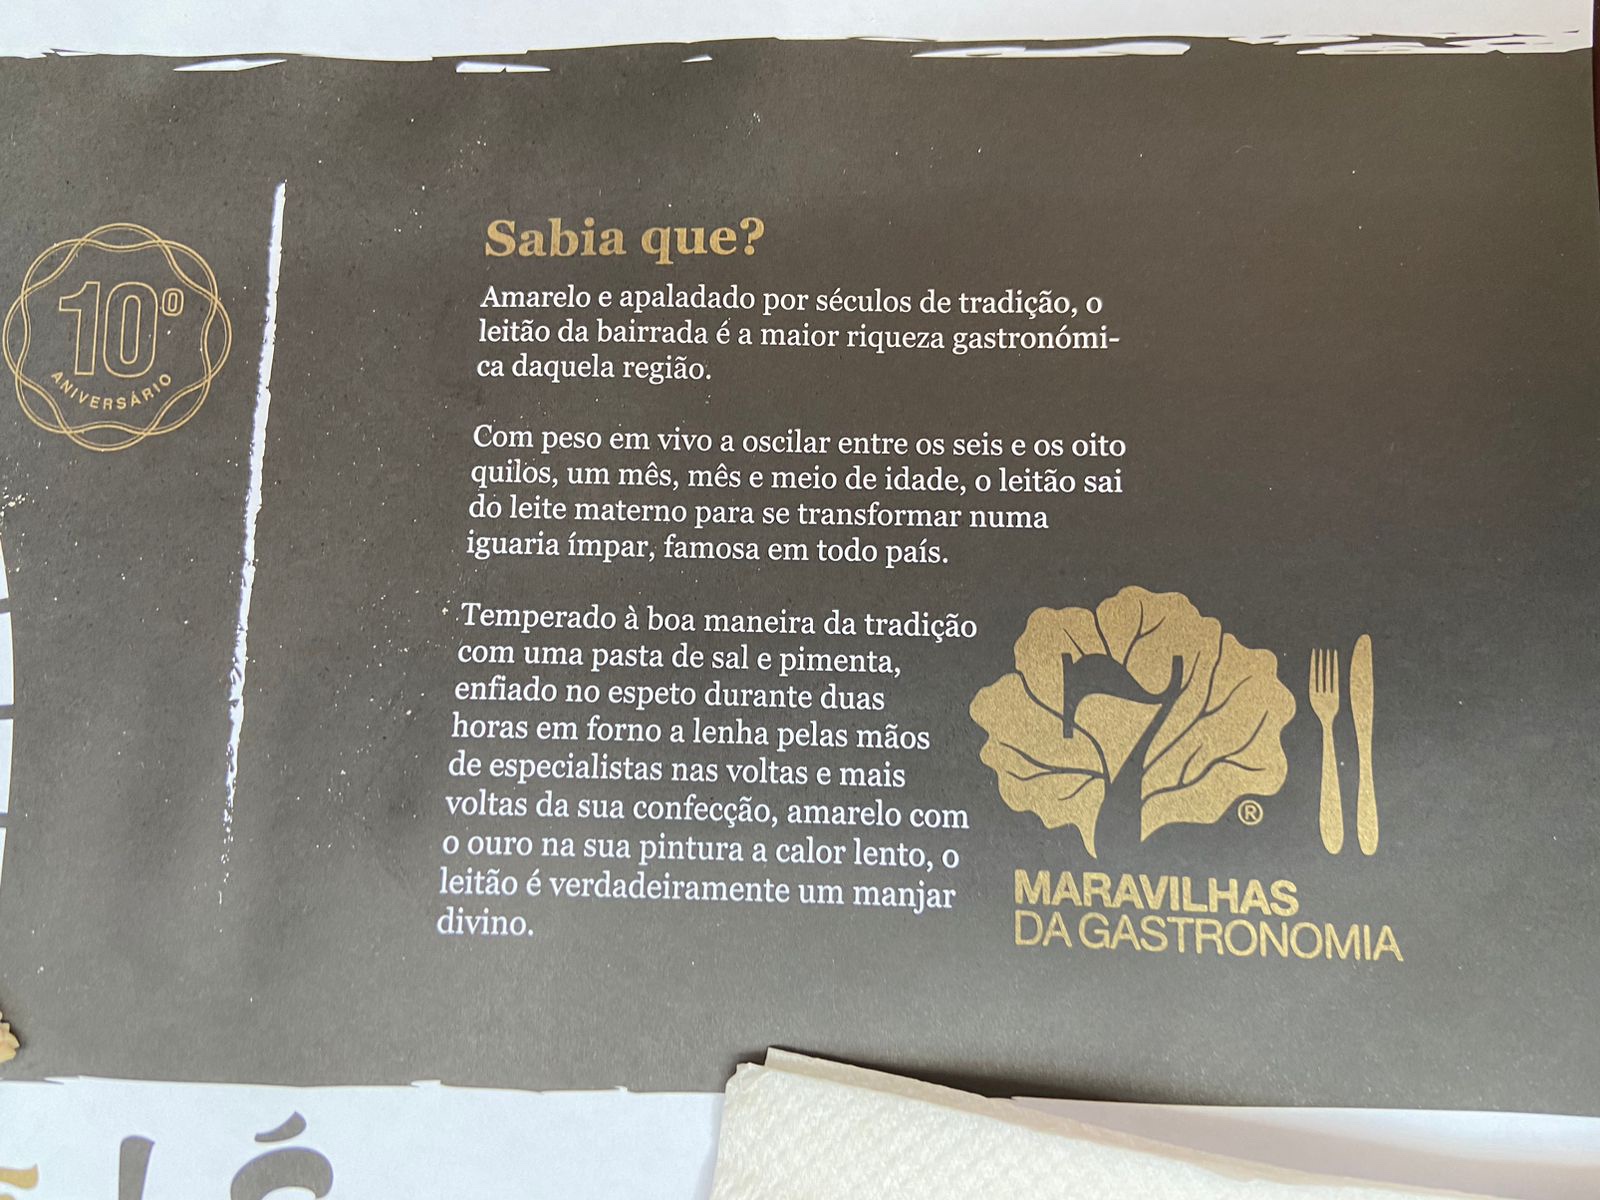 10º
ANIVERSÁRIO
Sabia que?
Amarelo e apaladado por séculos de tradição, o
leitão da bairrada é a maior riqueza gastronómi-
ca daquela região.
Com peso em vivo a oscilar entre os seis e os oito
quilos, um mês, mês e meio de idade, o leitão sai
do leite materno para se transformar numa
iguaria ímpar, famosa em todo país.
Temperado à boa maneira da tradição
com uma pasta de sal e pimenta,
enfiado no espeto durante duas
horas em forno a lenha pelas mãos
de especialistas nas voltas e mais
voltas da sua confecção, amarelo com
o ouro na sua pintura a calor lento, o
leitão é verdadeiramente um manjar
divino.
7
®
MARAVILHAS
DA GASTRONOMIA